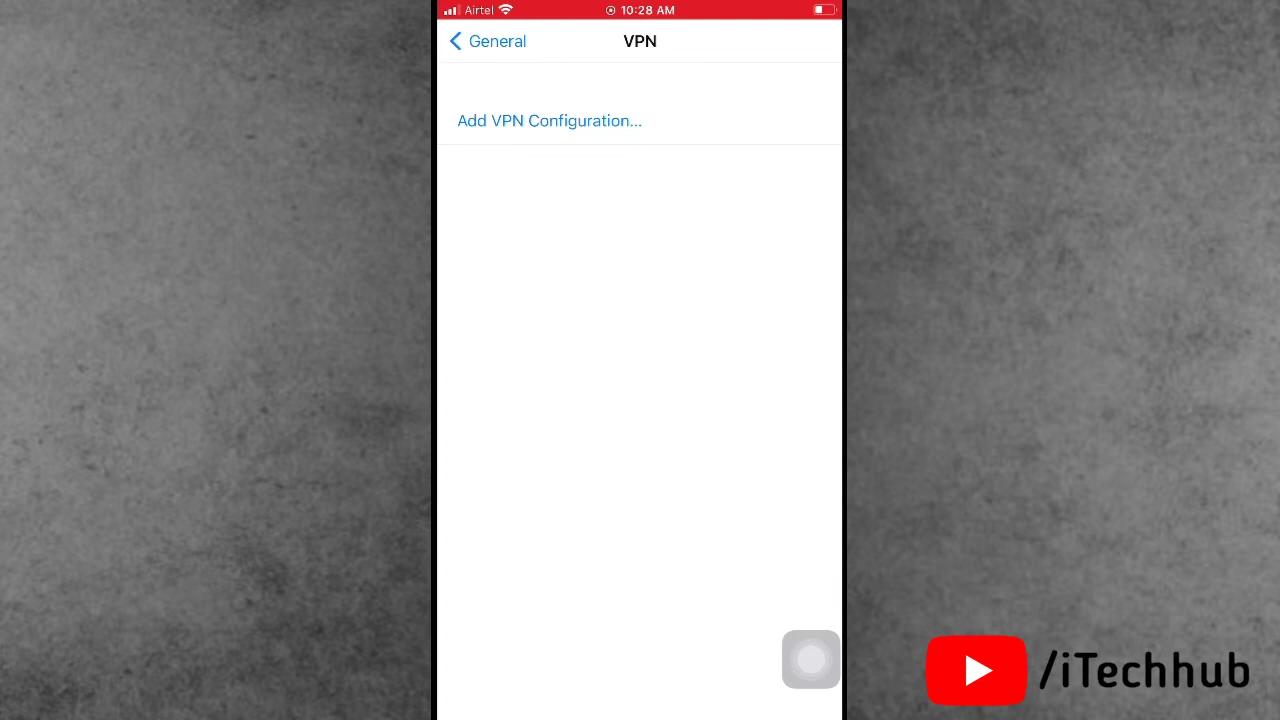 Airtel 10:28 AM
General VPN
Add VPN Configuration...
/iTechhub